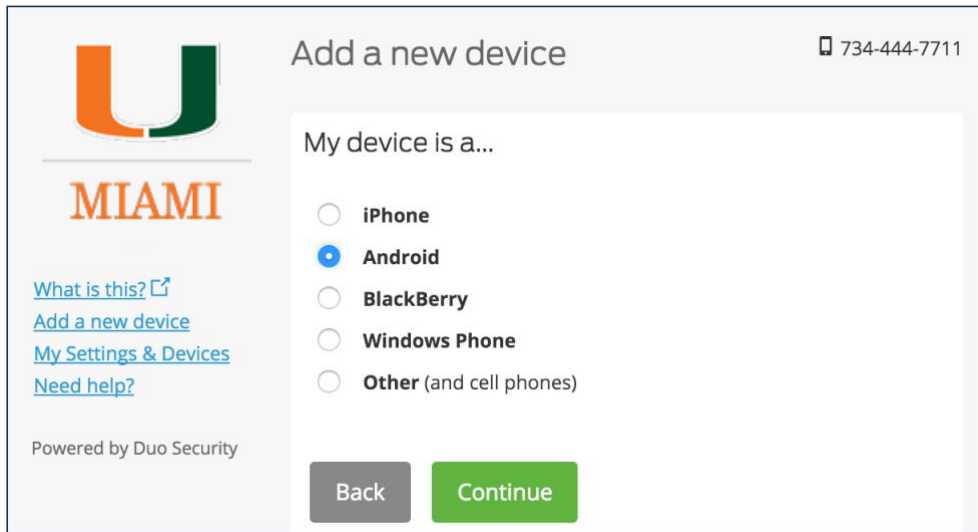 Add a new device
734-444-7711
MIAMI
What is this?
Add a new device
My Settings & Devices
Need help?
Powered by Duo Security
My device is a...
iPhone
Android
BlackBerry
Windows Phone
Other (and cell phones)
Back
Continue